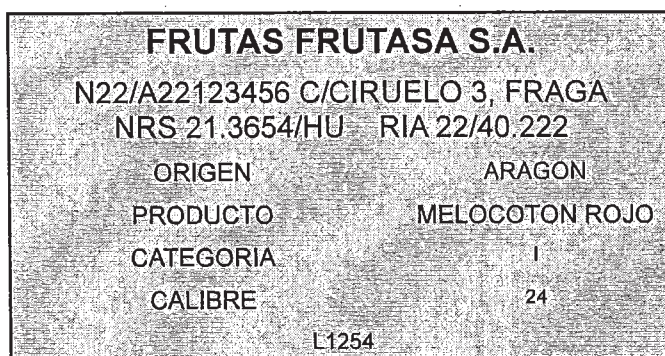 FRUTAS FRUTASA S.A.
N22/A22123456 C/CIRUELO 3, FRAGA
NRS 21.3654/HU RIA 22/40.222
ORIGEN ARAGON
PRODUCTO MELOCOTON ROJO
CATEGORIA I
CALIBRE 24
L1254